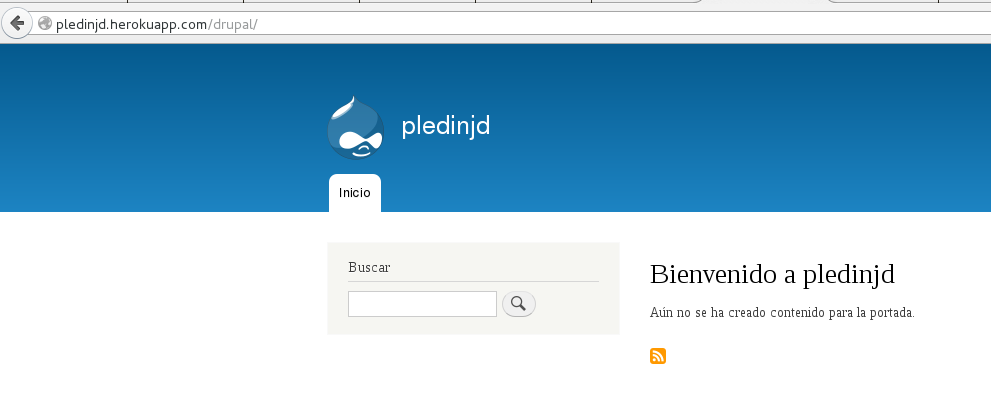 pledinjd.herokuapp.com/drupal/
pledinjd
Inicio
Buscar
Bienvenido a pledinjd
Aún no se ha creado contenido para la portada.